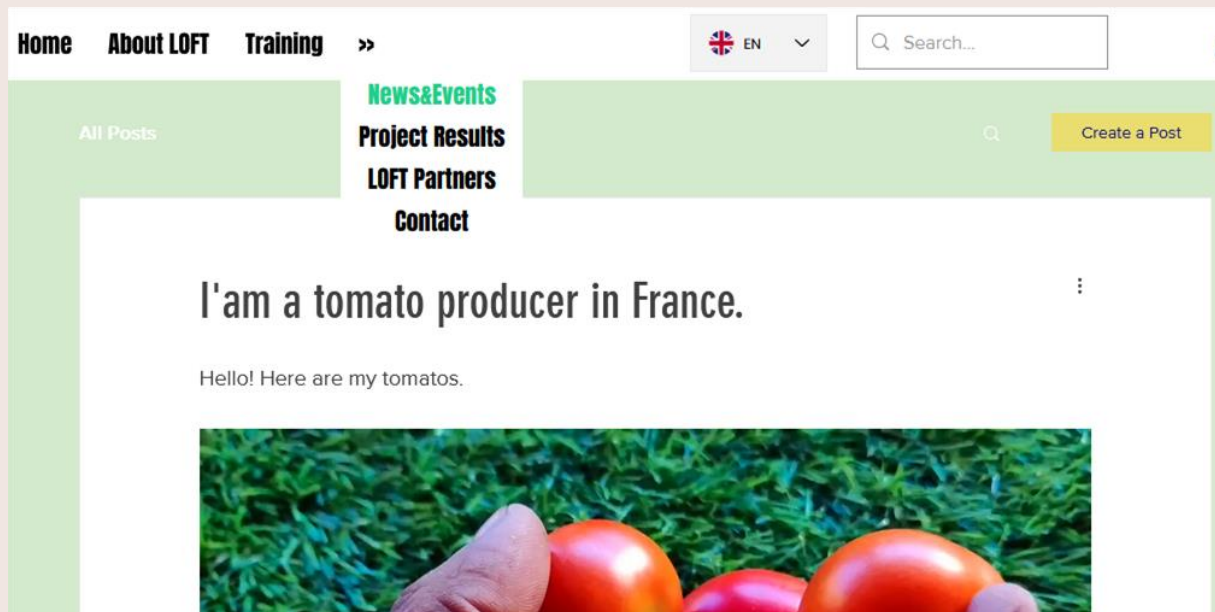 Home About LOFT Training >> EN Search...
News&Events
All Posts
Project Results
Create a Post
LOFT Partners
Contact
I'am a tomato producer in France.
Hello! Here are my tomatos.